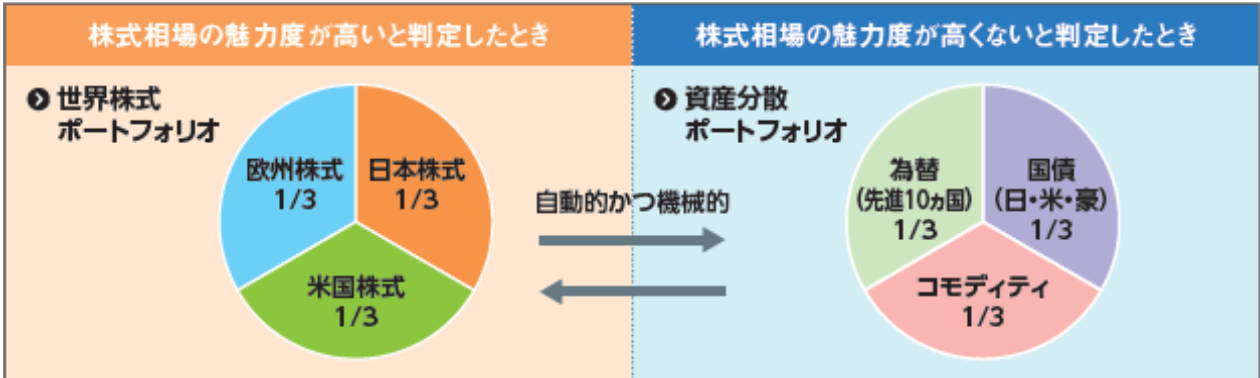 株式相場の魅力度が高いと判定したとき
株式相場の魅力度が高くないと判定したとき
世界株式
ポートフォリオ
欧州株式
1/3
日本株式
1/3
米国株式
1/3
自動的かつ機械的
資産分散
ポートフォリオ
為替
(先進10ヵ国)
1/3
国債
(日・米・豪)
1/3
コモディティ
1/3